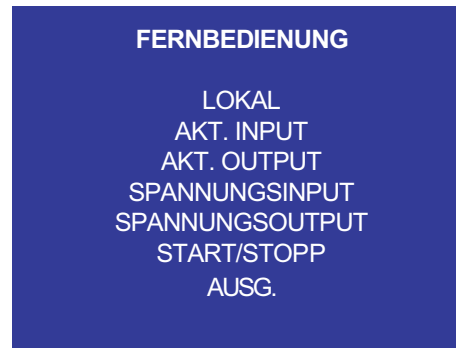 FERNBEDIENUNG
LOKAL
AKT. INPUT
AKT. OUTPUT
SPANNUNGSINPUT
SPANNUNGSOUTPUT
START/STOPP
AUSG.